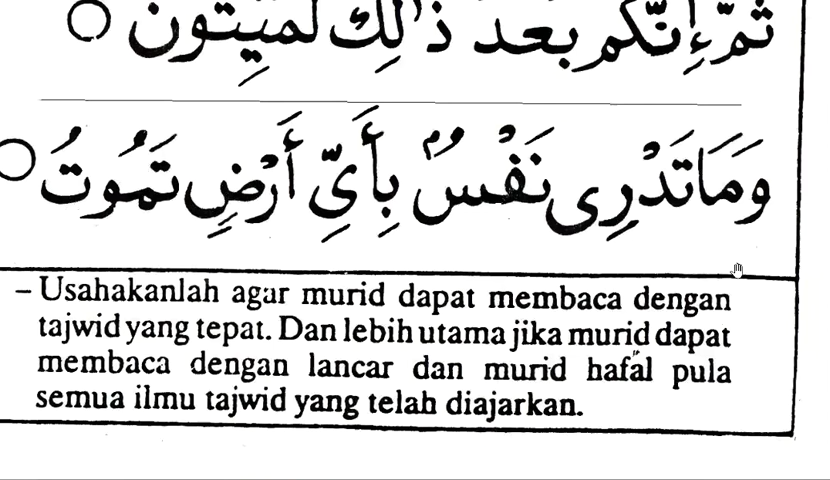 ثُمَّ إِنَّكُم بَعْدَ ذَٰلِكَ لَمَيِّتُونَ ○
وَمَا تَدْرِى نَفْسٌۢ بِأَىِّ أَرْضٍ تَمُوتُ ○
– Usahakanlah agar murid dapat membaca dengan
tajwid yang tepat. Dan lebih utama jika murid dapat
membaca dengan lancar dan murid hafal pula
semua ilmu tajwid yang telah diajarkan.